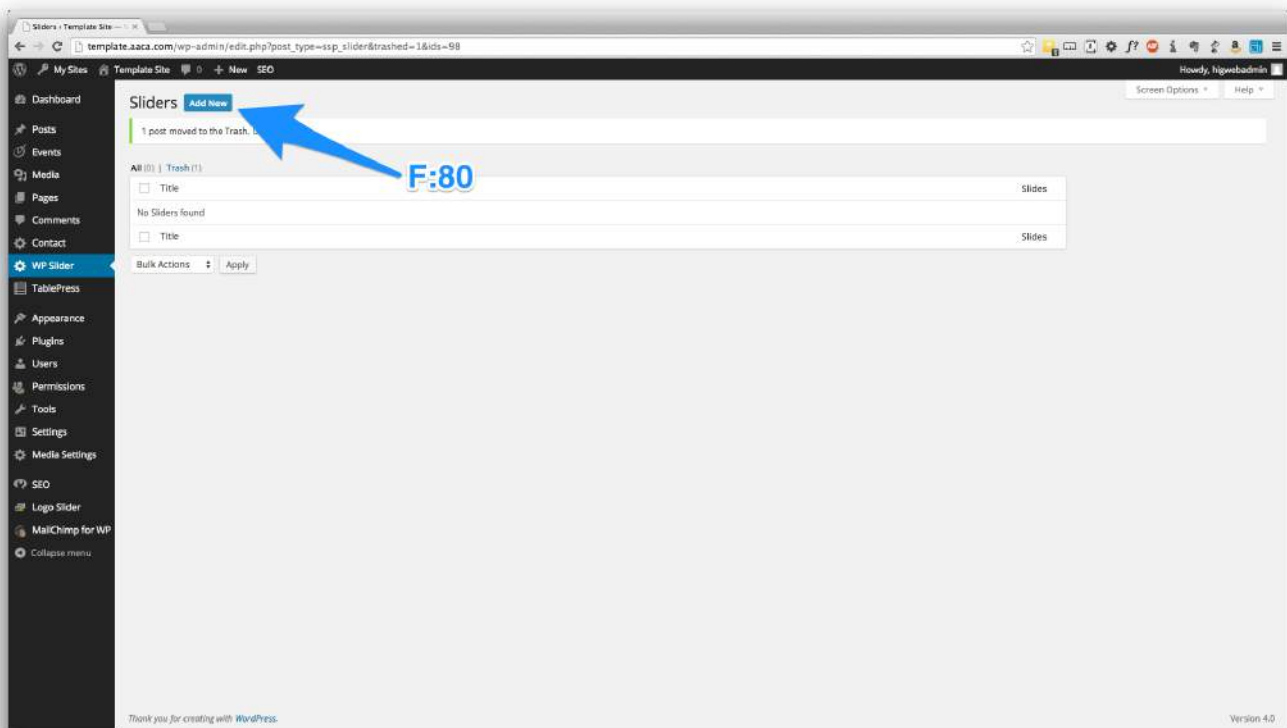 Sliders ‹ Template Site —
template.aaca.com/wp-admin/edit.php?post_type=ssp_slider&trashed=1&ids=98
My Sites Template Site 0 + New SEO Howdy, higwebadmin
Screen Options Help
Dashboard
Posts
Events
Media
Pages
Comments
Contact
WP Slider
TablePress
Appearance
Plugins
Users
Permissions
Tools
Settings
Media Settings
SEO
Logo Slider
MailChimp for WP
Collapse menu
Sliders Add New
1 post moved to the Trash.
All (0) | Trash (1)
F:80
Title Slides
No Sliders found
Title Slides
Bulk Actions Apply
Thank you for creating with WordPress. Version 4.0